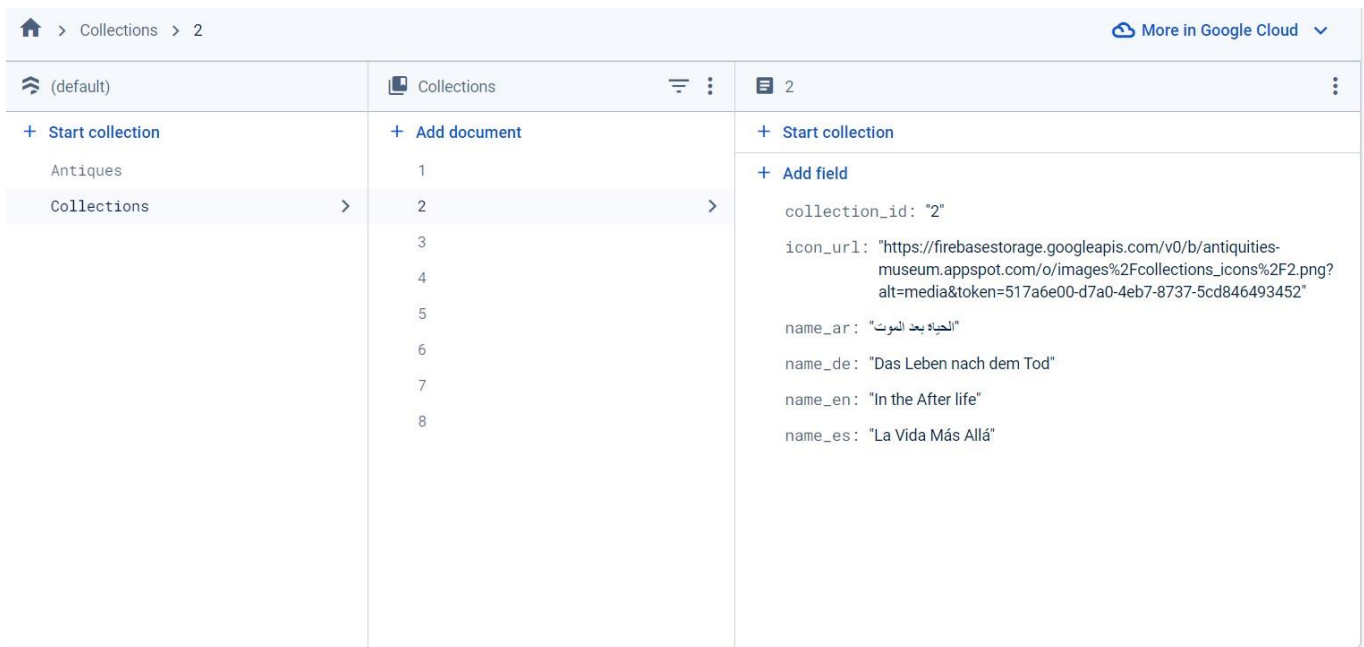 Collections > 2
More in Google Cloud
(default)
Collections
2
+ Start collection
Antiques
Collections
+ Add document
1
2
3
4
5
6
7
8
+ Start collection
+ Add field
collection_id: "2"
icon_url: "https://firebasestorage.googleapis.com/v0/b/antiquities-
museum.appspot.com/o/images%2Fcollections_icons%2F2.png?
alt=media&token=517a6e00-d7a0-4eb7-8737-5cd846493452"
name_ar: "الحياه بعد الموت"
name_de: "Das Leben nach dem Tod"
name_en: "In the After life"
name_es: "La Vida Más Allá"